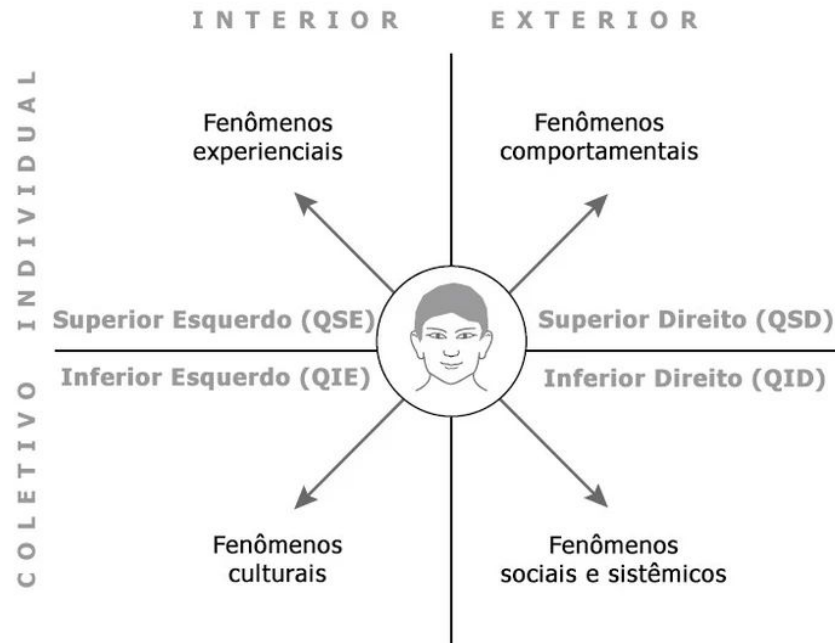 INTERIOR
EXTERIOR
INDIVIDUAL
Fenômenos
experienciais
Fenômenos
comportamentais
Superior Esquerdo (QSE)
Superior Direito (QSD)
Inferior Esquerdo (QIE)
Inferior Direito (QID)
COLETIVO
Fenômenos
culturais
Fenômenos
sociais e sistêmicos